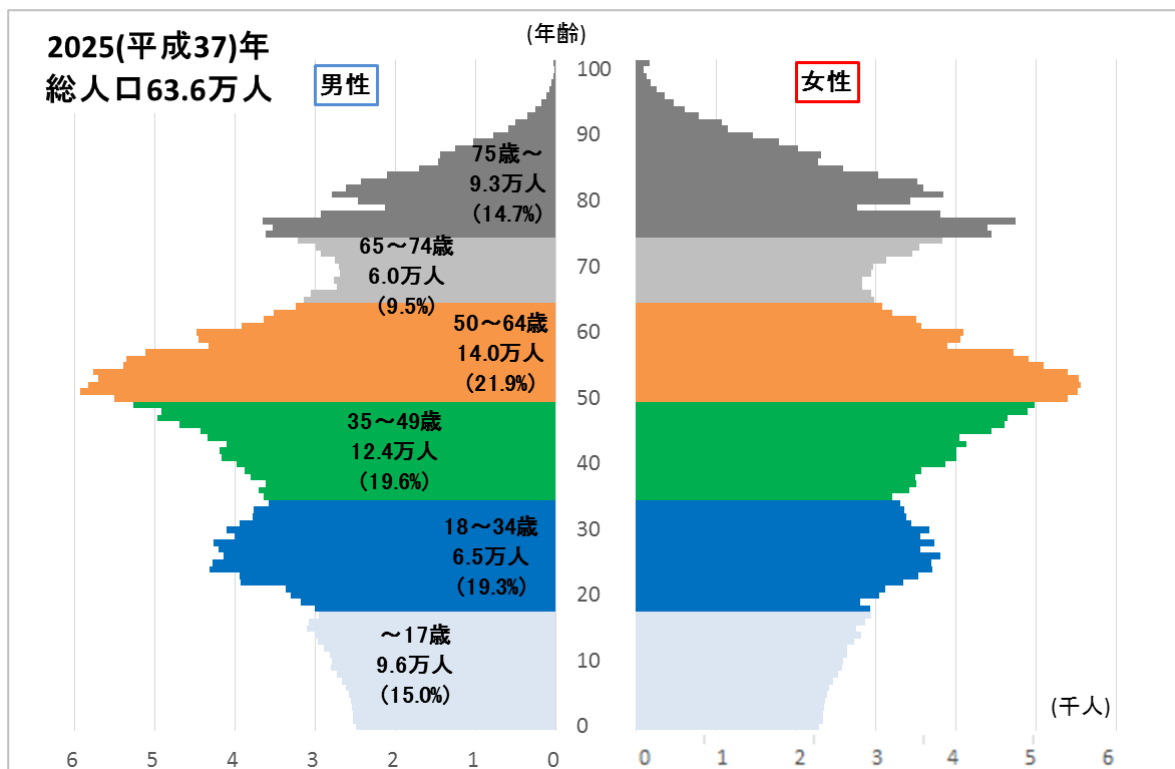 2025(平成37)年
総人口63.6万人
男性
(年齢)
女性
100
90
80
70
60
50
40
30
20
10
0
75歳～
9.3万人
(14.7%)
65～74歳
6.0万人
(9.5%)
50～64歳
14.0万人
(21.9%)
35～49歳
12.4万人
(19.6%)
18～34歳
6.5万人
(19.3%)
～17歳
9.6万人
(15.0%)
(千人)
6 5 4 3 2 1 0
0 1 2 3 4 5 6